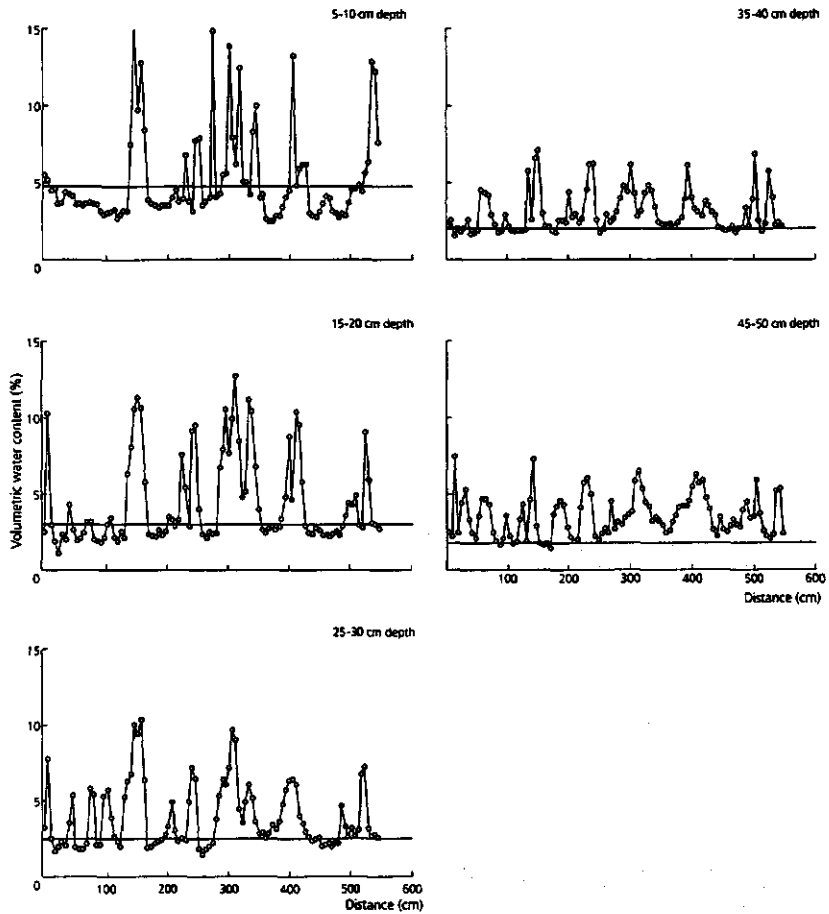 5-10 cm depth
15
10
5
0
35-40 cm depth
15-20 cm depth
15
10
5
0
Volumetric water content (%)
45-50 cm depth
100 200 300 400 500 600
Distance (cm)
25-30 cm depth
15
10
5
0
100 200 300 400 500 600
Distance (cm)